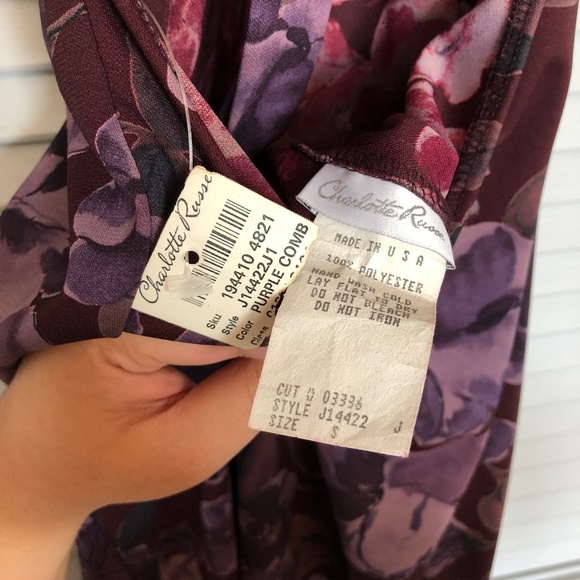 Charlotte Russe
Sku 194410 4821
Style J14422J1
Color PURPLE COMB
Class
Charlotte Russe
MADE IN U S A
100% POLYESTER
HAND WASH COLD
LAY FLAT TO DRY
DO NOT BLEACH
DO NOT IRON
CUT # 03336
STYLE J14422 J
SIZE S